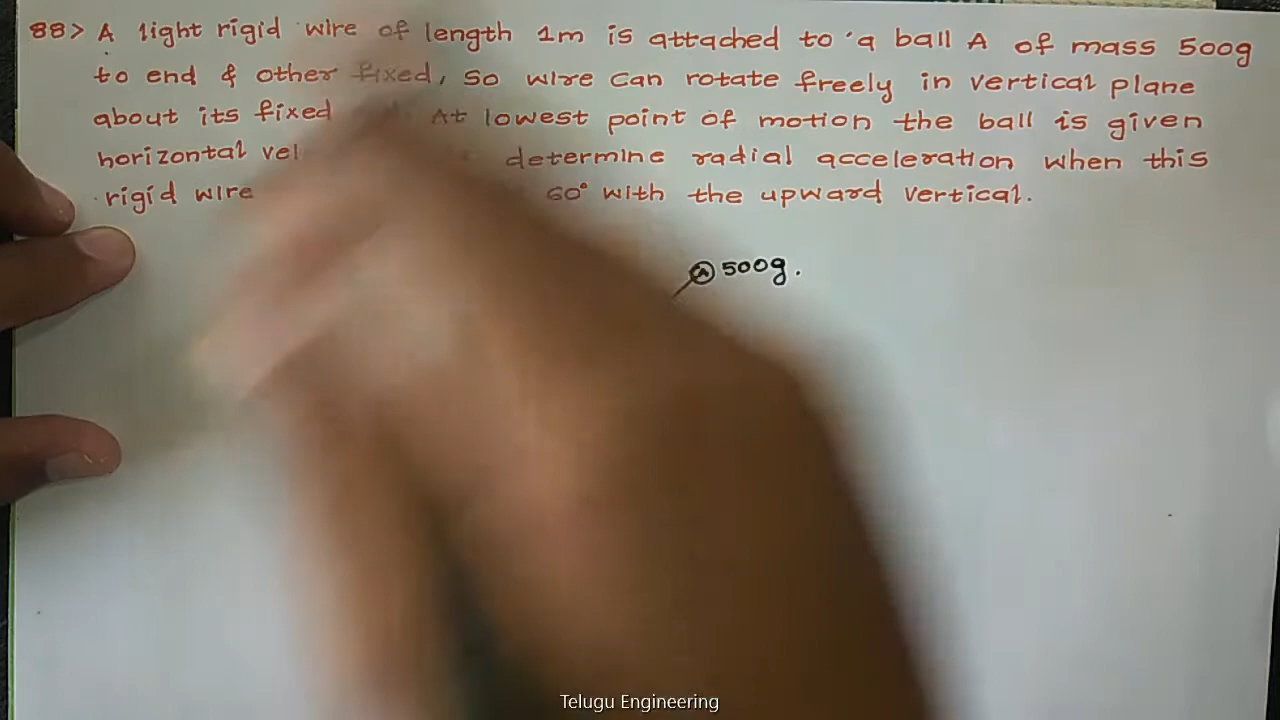 88> A light rigid wire of length 1m is attached to a ball A of mass 500g
to end & other fixed, so wire can rotate freely in vertical plane
about its fixed At lowest point of motion the ball is given
horizontal determine radial acceleration when this
rigid wire 60° with the upward vertical.
A 500g.
Telugu Engineering